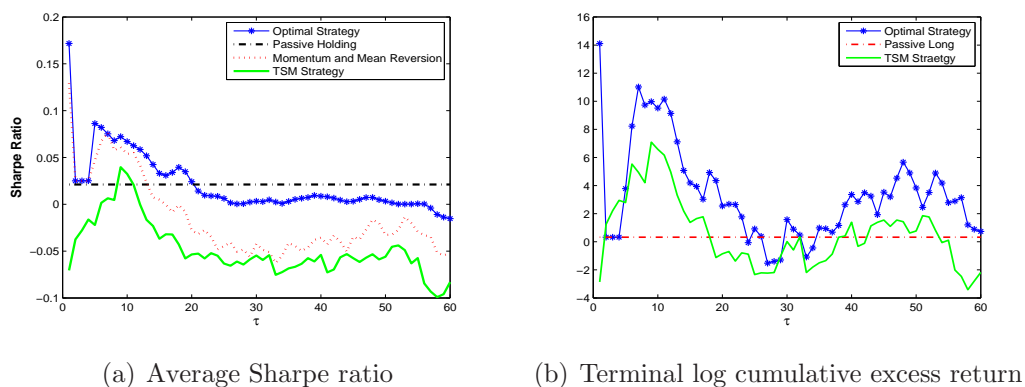 0.2
0.15
0.1
0.05
0
−0.05
−0.1
Sharpe Ratio
0 10 20 30 40 50 60
τ
Optimal Strategy
Passive Holding
Momentum and Mean Reversion
TSM Strategy
(a) Average Sharpe ratio
16
14
12
10
8
6
4
2
0
−2
−4
0 10 20 30 40 50 60
τ
Optimal Strategy
Passive Long
TSM Straetgy
(b) Terminal log cumulative excess return